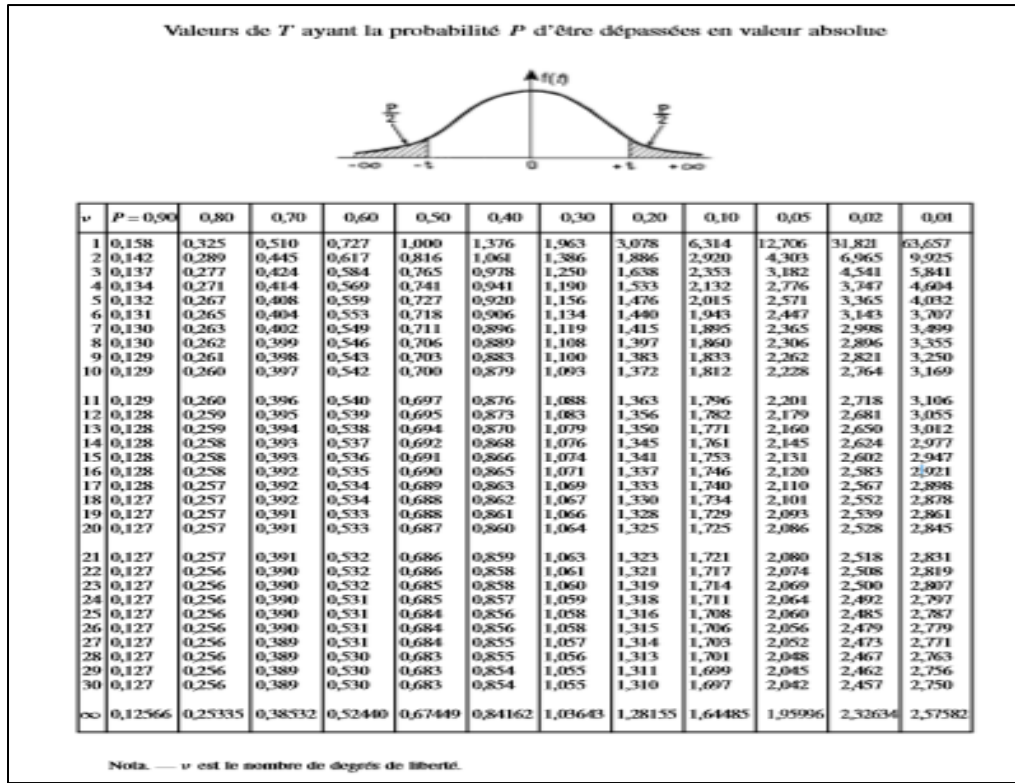 Valeurs de T ayant la probabilité P d'être dépassées en valeur absolue
f(t)
P/2 P/2
-∞ -t 0 +t +∞
ν P = 0,90 0,80 0,70 0,60 0,50 0,40 0,30 0,20 0,10 0,05 0,02 0,01
1 0,158 0,325 0,510 0,727 1,000 1,376 1,963 3,078 6,314 12,706 31,821 63,657
2 0,142 0,289 0,445 0,617 0,816 1,061 1,386 1,886 2,920 4,303 6,965 9,925
3 0,137 0,277 0,424 0,584 0,765 0,978 1,250 1,638 2,353 3,182 4,541 5,841
4 0,134 0,271 0,414 0,569 0,741 0,941 1,190 1,533 2,132 2,776 3,747 4,604
5 0,132 0,267 0,408 0,559 0,727 0,920 1,156 1,476 2,015 2,571 3,365 4,032
6 0,131 0,265 0,404 0,553 0,718 0,906 1,134 1,440 1,943 2,447 3,143 3,707
7 0,130 0,263 0,402 0,549 0,711 0,896 1,119 1,415 1,895 2,365 2,998 3,499
8 0,130 0,262 0,399 0,546 0,706 0,889 1,108 1,397 1,860 2,306 2,896 3,355
9 0,129 0,261 0,398 0,543 0,703 0,883 1,100 1,383 1,833 2,262 2,821 3,250
10 0,129 0,260 0,397 0,542 0,700 0,879 1,093 1,372 1,812 2,228 2,764 3,169
11 0,129 0,260 0,396 0,540 0,697 0,876 1,088 1,363 1,796 2,201 2,718 3,106
12 0,128 0,259 0,395 0,539 0,695 0,873 1,083 1,356 1,782 2,179 2,681 3,055
13 0,128 0,259 0,394 0,538 0,694 0,870 1,079 1,350 1,771 2,160 2,650 3,012
14 0,128 0,258 0,393 0,537 0,692 0,868 1,076 1,345 1,761 2,145 2,624 2,977
15 0,128 0,258 0,393 0,536 0,691 0,866 1,074 1,341 1,753 2,131 2,602 2,947
16 0,128 0,258 0,392 0,535 0,690 0,865 1,071 1,337 1,746 2,120 2,583 2,921
17 0,128 0,257 0,392 0,534 0,689 0,863 1,069 1,333 1,740 2,110 2,567 2,898
18 0,127 0,257 0,392 0,534 0,688 0,862 1,067 1,330 1,734 2,101 2,552 2,878
19 0,127 0,257 0,391 0,533 0,688 0,861 1,066 1,328 1,729 2,093 2,539 2,861
20 0,127 0,257 0,391 0,533 0,687 0,860 1,064 1,325 1,725 2,086 2,528 2,845
21 0,127 0,257 0,391 0,532 0,686 0,859 1,063 1,323 1,721 2,080 2,518 2,831
22 0,127 0,256 0,390 0,532 0,686 0,858 1,061 1,321 1,717 2,074 2,508 2,819
23 0,127 0,256 0,390 0,532 0,685 0,858 1,060 1,319 1,714 2,069 2,500 2,807
24 0,127 0,256 0,390 0,531 0,685 0,857 1,059 1,318 1,711 2,064 2,492 2,797
25 0,127 0,256 0,390 0,531 0,684 0,856 1,058 1,316 1,708 2,060 2,485 2,787
26 0,127 0,256 0,390 0,531 0,684 0,856 1,058 1,315 1,706 2,056 2,479 2,779
27 0,127 0,256 0,389 0,531 0,684 0,855 1,057 1,314 1,703 2,052 2,473 2,771
28 0,127 0,256 0,389 0,530 0,683 0,855 1,056 1,313 1,701 2,048 2,467 2,763
29 0,127 0,256 0,389 0,530 0,683 0,854 1,055 1,311 1,699 2,045 2,462 2,756
30 0,127 0,256 0,389 0,530 0,683 0,854 1,055 1,310 1,697 2,042 2,457 2,750
∞ 0,12566 0,25335 0,38532 0,52440 0,67449 0,84162 1,03643 1,28155 1,64485 1,95996 2,32634 2,57582
Nota. — ν est le nombre de degrés de liberté.